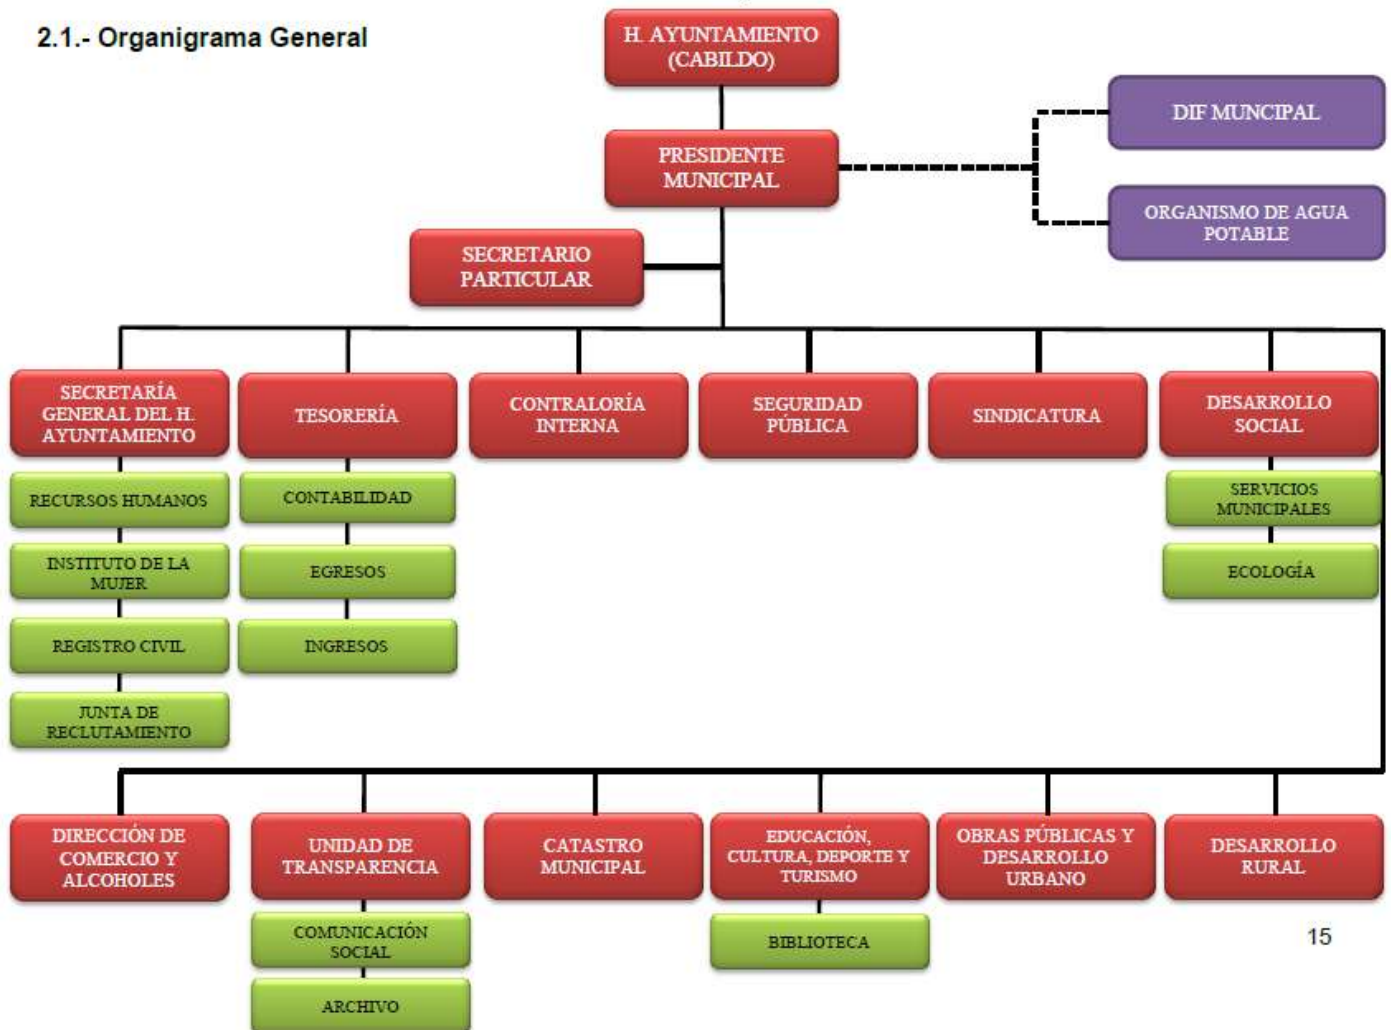 2.1.- Organigrama General
H. AYUNTAMIENTO
(CABILDO)
DIF MUNCIPAL
PRESIDENTE
MUNICIPAL
ORGANISMO DE AGUA
POTABLE
SECRETARIO
PARTICULAR
SECRETARÍA
GENERAL DEL H.
AYUNTAMIENTO
TESORERÍA
CONTRALORÍA
INTERNA
SEGURIDAD
PÚBLICA
SINDICATURA
DESARROLLO
SOCIAL
RECURSOS HUMANOS
INSTITUTO DE LA
MUJER
REGISTRO CIVIL
JUNTA DE
RECLUTAMIENTO
CONTABILIDAD
EGRESOS
INGRESOS
SERVICIOS
MUNICIPALES
ECOLOGÍA
DIRECCIÓN DE
COMERCIO Y
ALCOHOLES
UNIDAD DE
TRANSPARENCIA
CATASTRO
MUNICIPAL
EDUCACIÓN,
CULTURA, DEPORTE Y
TURISMO
OBRAS PÚBLICAS Y
DESARROLLO
URBANO
DESARROLLO
RURAL
COMUNICACIÓN
SOCIAL
ARCHIVO
BIBLIOTECA
15